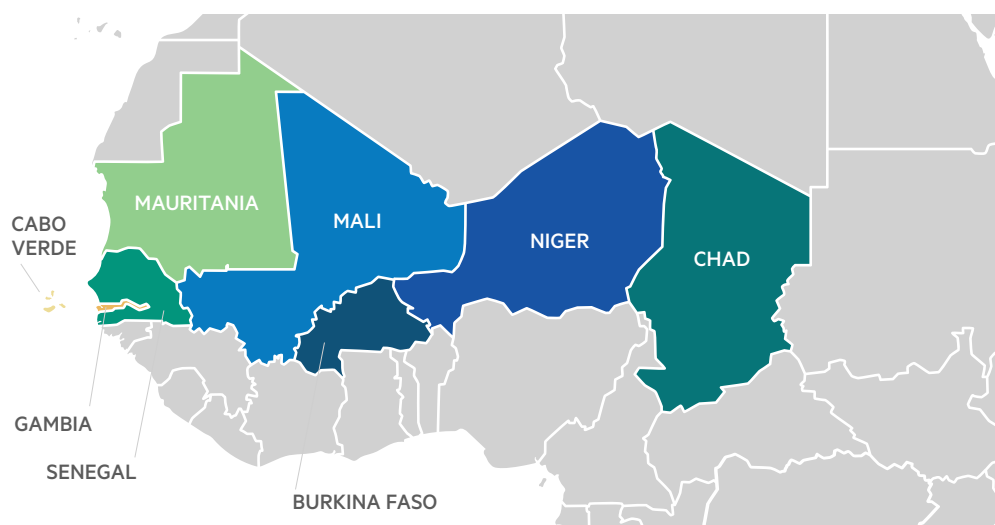 MAURITANIA
CABO
VERDE
MALI
NIGER
CHAD
GAMBIA
SENEGAL
BURKINA FASO